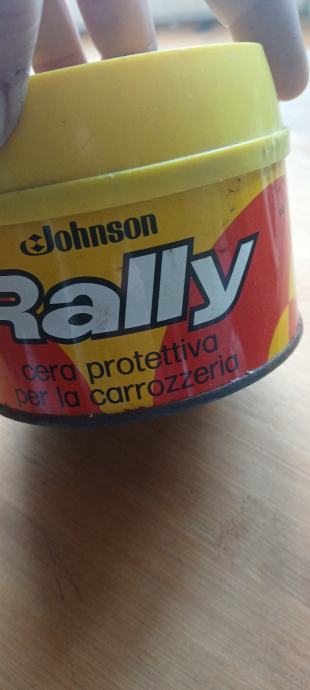 Johnson
Rally
cera protettiva
per la carrozzeria